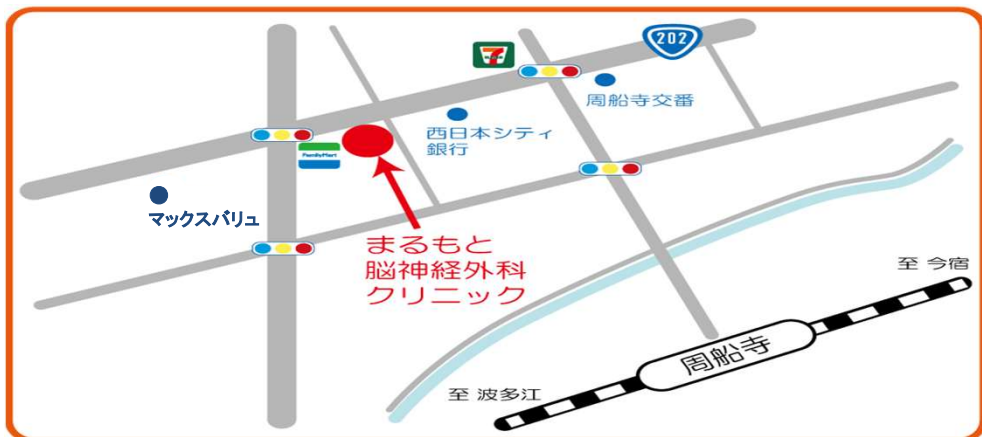 202
7
周船寺交番
西日本シティ
銀行
FamilyMart
マックスバリュ
まるもと
脳神経外科
クリニック
至 今宿
周船寺
至 波多江